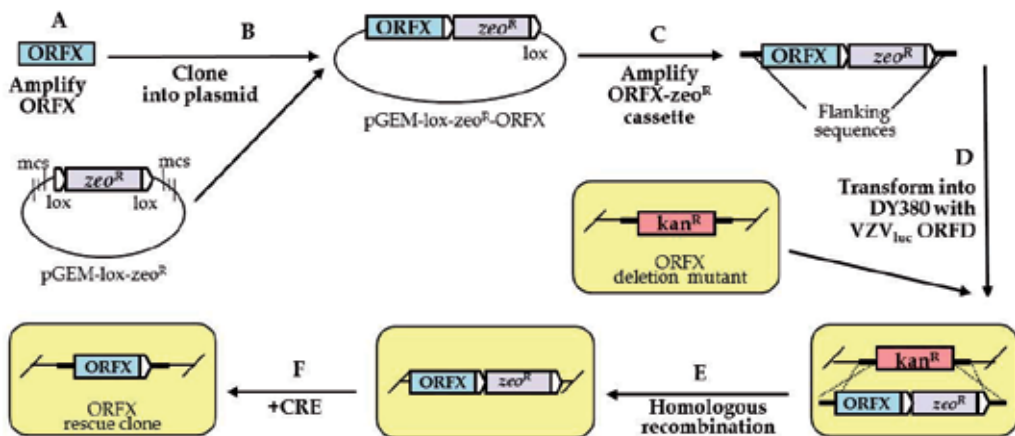 A
ORFX
Amplify
ORFX
B
Clone
into plasmid
mcs
mcs
zeoᴿ
lox
lox
pGEM-lox-zeoᴿ
ORFX
zeoᴿ
lox
pGEM-lox-zeoᴿ-ORFX
C
Amplify
ORFX-zeoᴿ
cassette
ORFX
zeoᴿ
Flanking
sequences
D
Transform into
DY380 with
VZVluc ORFD
kanᴿ
ORFX
deletion mutant
kanᴿ
ORFX
zeoᴿ
E
Homologous
recombination
ORFX
zeoᴿ
F
+CRE
ORFX
ORFX
rescue clone